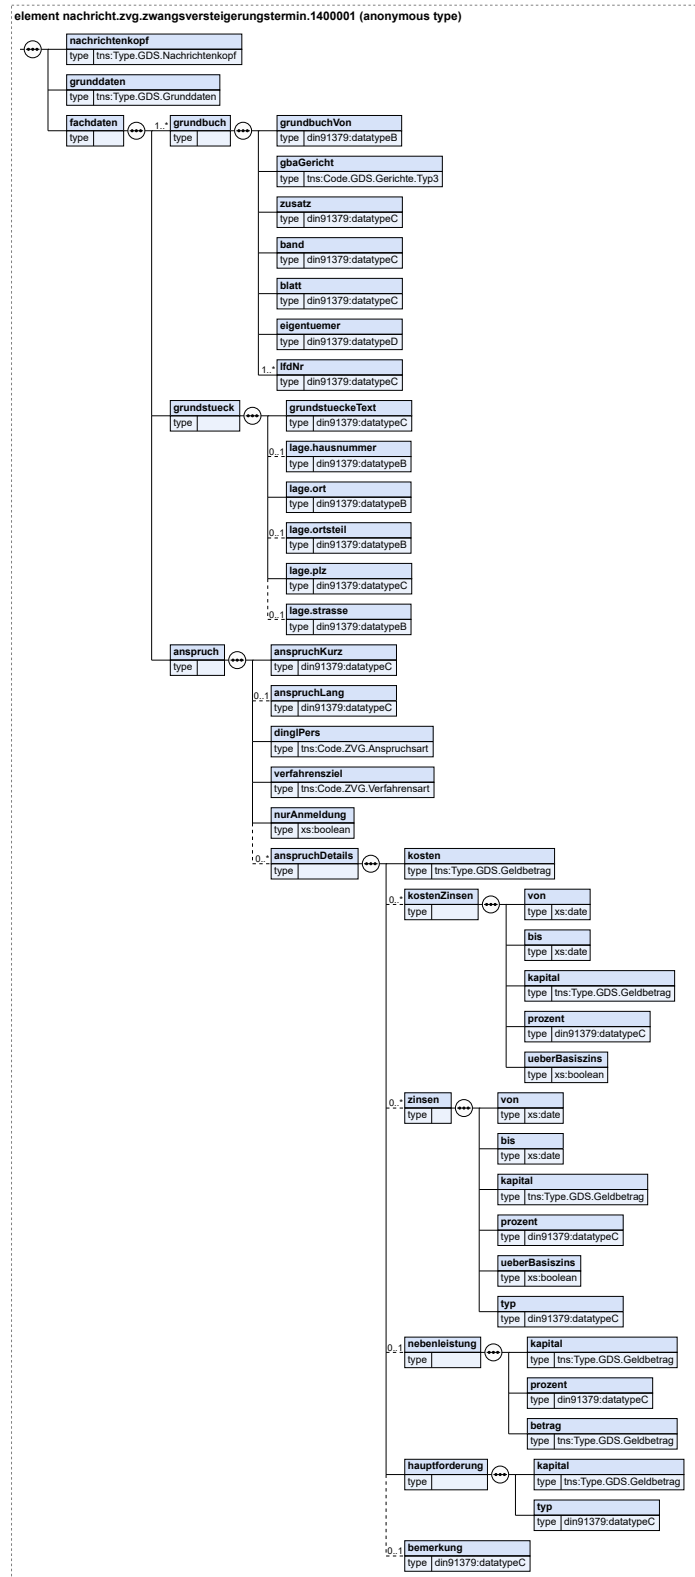 element nachricht.zvg.zwangsversteigerungstermin.1400001 (anonymous type)
nachrichtenkopf
type tns:Type.GDS.Nachrichtenkopf
grunddaten
type tns:Type.GDS.Grunddaten
fachdaten
type
1..* grundbuch
type
grundbuchVon
type din91379:datatypeB
gbaGericht
type tns:Code.GDS.Gerichte.Typ3
zusatz
type din91379:datatypeC
band
type din91379:datatypeC
blatt
type din91379:datatypeC
eigentuemer
type din91379:datatypeD
1..* lfdNr
type din91379:datatypeC
grundstueck
type
grundstueckeText
type din91379:datatypeC
0..1 lage.hausnummer
type din91379:datatypeB
lage.ort
type din91379:datatypeB
0..1 lage.ortsteil
type din91379:datatypeB
lage.plz
type din91379:datatypeC
0..1 lage.strasse
type din91379:datatypeB
anspruch
type
anspruchKurz
type din91379:datatypeC
0..1 anspruchLang
type din91379:datatypeC
dinglPers
type tns:Code.ZVG.Anspruchsart
verfahrensziel
type tns:Code.ZVG.Verfahrensart
nurAnmeldung
type xs:boolean
0..* anspruchDetails
type
kosten
type tns:Type.GDS.Geldbetrag
0..* kostenZinsen
type
von
type xs:date
bis
type xs:date
kapital
type tns:Type.GDS.Geldbetrag
prozent
type din91379:datatypeC
ueberBasiszins
type xs:boolean
0..* zinsen
type
von
type xs:date
bis
type xs:date
kapital
type tns:Type.GDS.Geldbetrag
prozent
type din91379:datatypeC
ueberBasiszins
type xs:boolean
typ
type din91379:datatypeC
0..1 nebenleistung
type
kapital
type tns:Type.GDS.Geldbetrag
prozent
type din91379:datatypeC
betrag
type tns:Type.GDS.Geldbetrag
hauptforderung
type
kapital
type tns:Type.GDS.Geldbetrag
typ
type din91379:datatypeC
0..1 bemerkung
type din91379:datatypeC